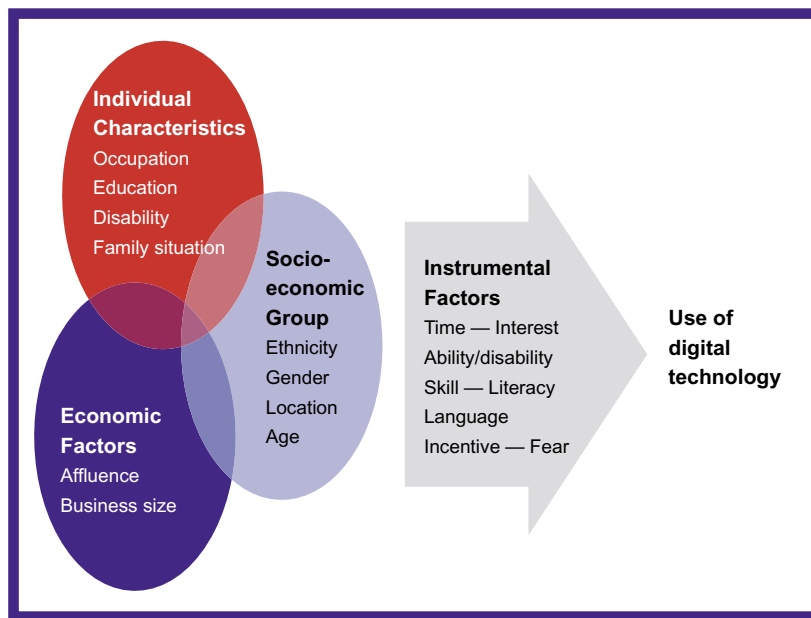 Individual
Characteristics
Occupation
Education
Disability
Family situation
Socio-
economic
Group
Ethnicity
Gender
Location
Age
Economic
Factors
Affluence
Business size
Instrumental
Factors
Time — Interest
Ability/disability
Skill — Literacy
Language
Incentive — Fear
Use of
digital
technology